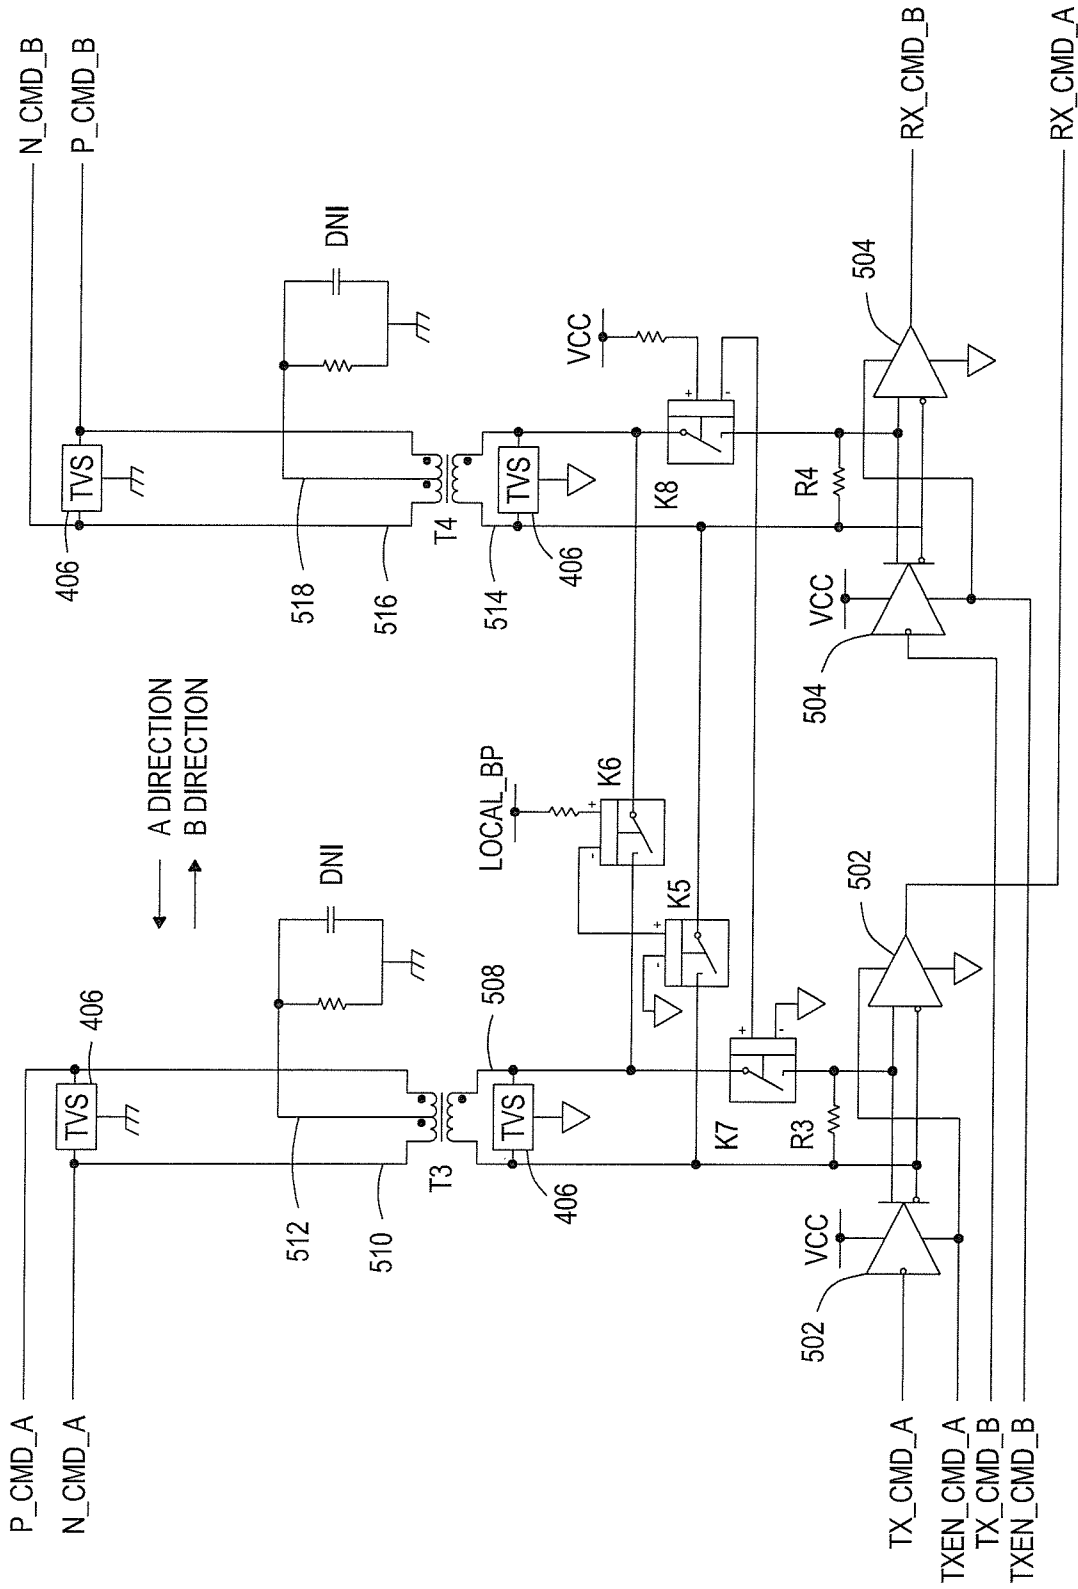 P_CMD_A
N_CMD_A
N_CMD_B
P_CMD_B
A DIRECTION
B DIRECTION
TVS
406
TVS
406
512
510
DNI
518
516
DNI
T3
T4
508
TVS
406
514
TVS
406
LOCAL_BP
+
-
K6
+
-
K5
VCC
+
-
K8
+
-
K7
R3
R4
VCC
502
502
VCC
504
504
TX_CMD_A
TXEN_CMD_A
TX_CMD_B
TXEN_CMD_B
RX_CMD_B
RX_CMD_A